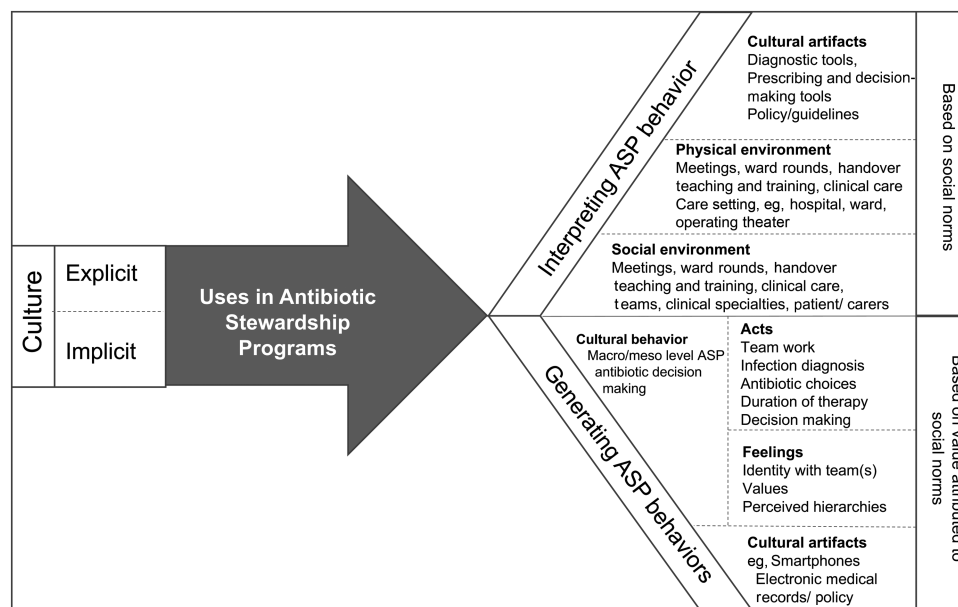 Culture
Explicit
Implicit
Uses in Antibiotic
Stewardship
Programs
Interpreting ASP behavior
Cultural artifacts
Diagnostic tools,
Prescribing and decision-
making tools
Policy/guidelines
Physical environment
Meetings, ward rounds, handover
teaching and training, clinical care
Care setting, eg, hospital, ward,
operating theater
Social environment
Meetings, ward rounds, handover
teaching and training, clinical care,
teams, clinical specialties, patient/ carers
Based on social norms
Generating ASP behaviors
Cultural behavior
Macro/meso level ASP
antibiotic decision
making
Acts
Team work
Infection diagnosis
Antibiotic choices
Duration of therapy
Decision making
Feelings
Identity with team(s)
Values
Perceived hierarchies
Cultural artifacts
eg, Smartphones
Electronic medical
records/ policy
Based on value attributed to
social norms